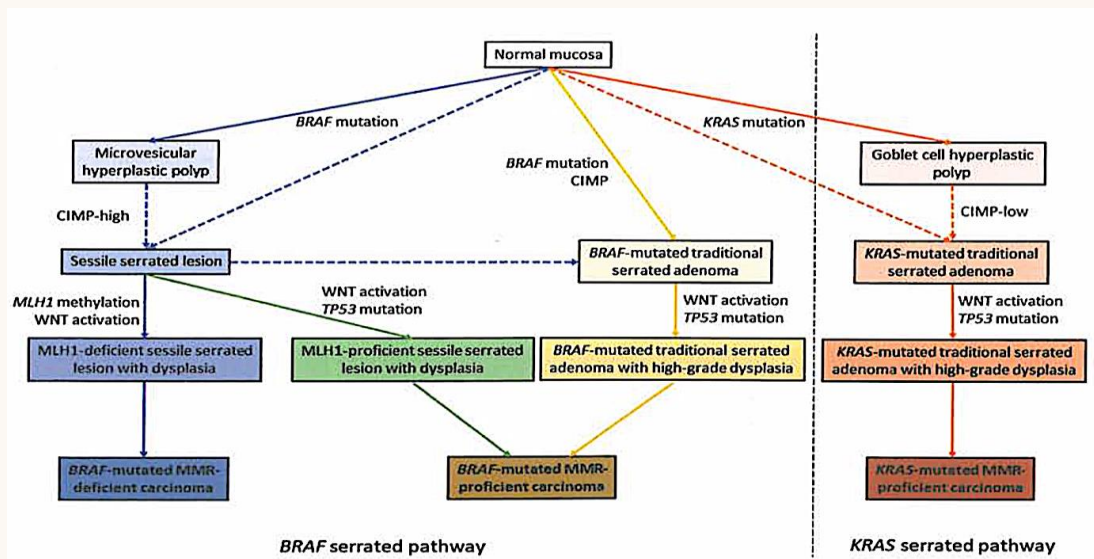 Normal mucosa
BRAF mutation
KRAS mutation
Microvesicular
hyperplastic polyp
BRAF mutation
CIMP
Goblet cell hyperplastic
polyp
CIMP-high
CIMP-low
Sessile serrated lesion
BRAF-mutated traditional
serrated adenoma
KRAS-mutated traditional
serrated adenoma
MLH1 methylation
WNT activation
WNT activation
TP53 mutation
WNT activation
TP53 mutation
WNT activation
TP53 mutation
MLH1-deficient sessile serrated
lesion with dysplasia
MLH1-proficient sessile serrated
lesion with dysplasia
BRAF-mutated traditional serrated
adenoma with high-grade dysplasia
KRAS-mutated traditional serrated
adenoma with high-grade dysplasia
BRAF-mutated MMR-
deficient carcinoma
BRAF-mutated MMR-
proficient carcinoma
KRAS-mutated MMR-
proficient carcinoma
BRAF serrated pathway
KRAS serrated pathway